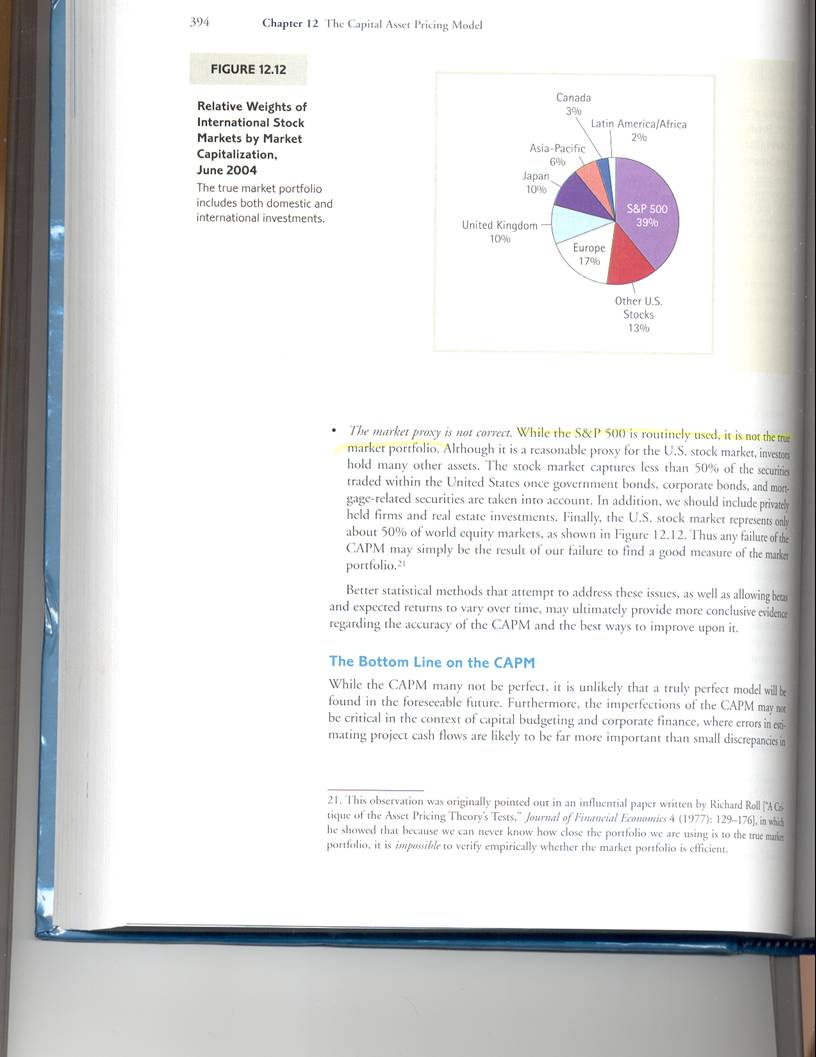 394 Chapter 12 The Capital Asset Pricing Model
FIGURE 12.12
Relative Weights of
International Stock
Markets by Market
Capitalization,
June 2004
The true market portfolio
includes both domestic and
international investments.
Canada
3%
Latin America/Africa
2%
Asia-Pacific
6%
Japan
10%
S&P 500
39%
United Kingdom
10%
Europe
17%
Other U.S.
Stocks
13%
• The market proxy is not correct. While the S&P 500 is routinely used, it is not the true
market portfolio. Although it is a reasonable proxy for the U.S. stock market, investors
hold many other assets. The stock market captures less than 50% of the securities
traded within the United States once government bonds, corporate bonds, and mort-
gage-related securities are taken into account. In addition, we should include privately
held firms and real estate investments. Finally, the U.S. stock market represents only
about 50% of world equity markets, as shown in Figure 12.12. Thus any failure of the
CAPM may simply be the result of our failure to find a good measure of the market
portfolio.21
Better statistical methods that attempt to address these issues, as well as allowing betas
and expected returns to vary over time, may ultimately provide more conclusive evidence
regarding the accuracy of the CAPM and the best ways to improve upon it.
The Bottom Line on the CAPM
While the CAPM many not be perfect, it is unlikely that a truly perfect model will be
found in the foreseeable future. Furthermore, the imperfections of the CAPM may not
be critical in the context of capital budgeting and corporate finance, where errors in esti-
mating project cash flows are likely to be far more important than small discrepancies in
21. This observation was originally pointed out in an influential paper written by Richard Roll ["A Cri-
tique of the Asset Pricing Theory's Tests," Journal of Financial Economics 4 (1977): 129–176], in which
he showed that because we can never know how close the portfolio we are using is to the true market
portfolio, it is impossible to verify empirically whether the market portfolio is efficient.